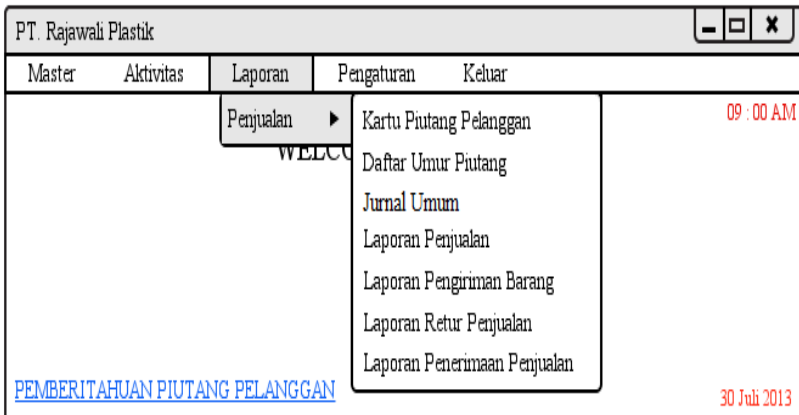 PT. Rajawali Plastik
Master Aktivitas Laporan Pengaturan Keluar
Penjualan
Kartu Piutang Pelanggan
Daftar Umur Piutang
Jurnal Umum
Laporan Penjualan
Laporan Pengiriman Barang
Laporan Retur Penjualan
Laporan Penerimaan Penjualan
09 : 00 AM
PEMBERITAHUAN PIUTANG PELANGGAN
30 Juli 2013